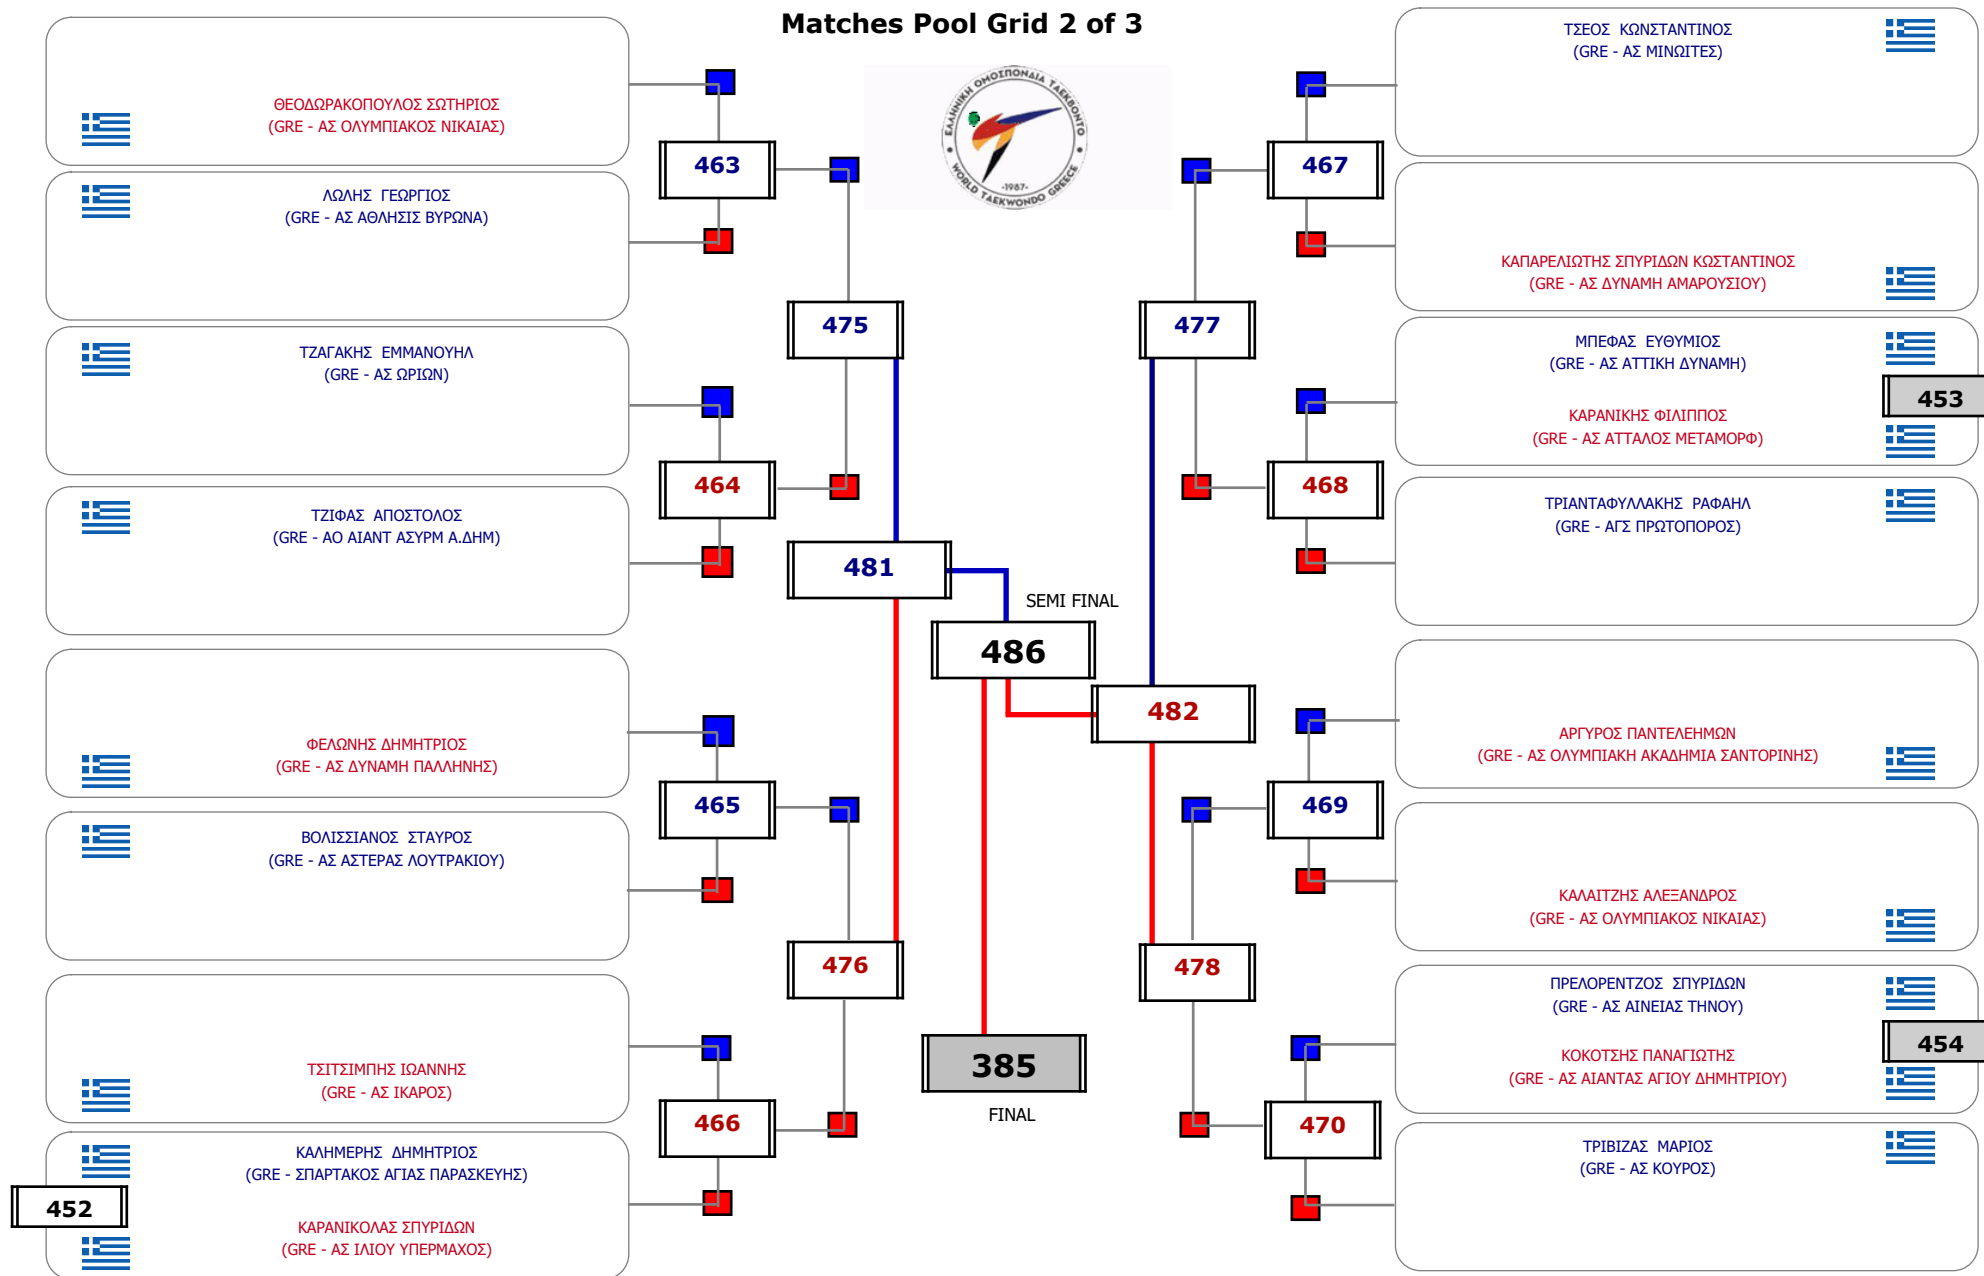 Matches Pool Grid 2 of 3
ΕΛΛΗΝΙΚΗ ΟΜΟΣΠΟΝΔΙΑ ΤΑΕΚΒΟΝΤΟ
-1987-
WORLD TAEKWONDO GREECE
ΘΕΟΔΩΡΑΚΟΠΟΥΛΟΣ ΣΩΤΗΡΙΟΣ
(GRE - ΑΣ ΟΛΥΜΠΙΑΚΟΣ ΝΙΚΑΙΑΣ)
463
ΛΩΛΗΣ ΓΕΩΡΓΙΟΣ
(GRE - ΑΣ ΑΘΛΗΣΙΣ ΒΥΡΩΝΑ)
475
ΤΖΑΓΑΚΗΣ ΕΜΜΑΝΟΥΗΛ
(GRE - ΑΣ ΩΡΙΩΝ)
464
ΤΖΙΦΑΣ ΑΠΟΣΤΟΛΟΣ
(GRE - ΑΟ ΑΙΑΝΤ ΑΣΥΡΜ Α.ΔΗΜ)
481
ΦΕΛΩΝΗΣ ΔΗΜΗΤΡΙΟΣ
(GRE - ΑΣ ΔΥΝΑΜΗ ΠΑΛΛΗΝΗΣ)
465
ΒΟΛΙΣΣΙΑΝΟΣ ΣΤΑΥΡΟΣ
(GRE - ΑΣ ΑΣΤΕΡΑΣ ΛΟΥΤΡΑΚΙΟΥ)
476
ΤΣΙΤΣΙΜΠΗΣ ΙΩΑΝΝΗΣ
(GRE - ΑΣ ΙΚΑΡΟΣ)
466
ΚΑΛΗΜΕΡΗΣ ΔΗΜΗΤΡΙΟΣ
(GRE - ΣΠΑΡΤΑΚΟΣ ΑΓΙΑΣ ΠΑΡΑΣΚΕΥΗΣ)
452
ΚΑΡΑΝΙΚΟΛΑΣ ΣΠΥΡΙΔΩΝ
(GRE - ΑΣ ΙΛΙΟΥ ΥΠΕΡΜΑΧΟΣ)
SEMI FINAL
486
385
FINAL
ΤΣΕΟΣ ΚΩΝΣΤΑΝΤΙΝΟΣ
(GRE - ΑΣ ΜΙΝΩΙΤΕΣ)
467
ΚΑΠΑΡΕΛΙΩΤΗΣ ΣΠΥΡΙΔΩΝ ΚΩΣΤΑΝΤΙΝΟΣ
(GRE - ΑΣ ΔΥΝΑΜΗ ΑΜΑΡΟΥΣΙΟΥ)
477
ΜΠΕΦΑΣ ΕΥΘΥΜΙΟΣ
(GRE - ΑΣ ΑΤΤΙΚΗ ΔΥΝΑΜΗ)
453
ΚΑΡΑΝΙΚΗΣ ΦΙΛΙΠΠΟΣ
(GRE - ΑΣ ΑΤΤΑΛΟΣ ΜΕΤΑΜΟΡΦ)
468
ΤΡΙΑΝΤΑΦΥΛΛΑΚΗΣ ΡΑΦΑΗΛ
(GRE - ΑΓΣ ΠΡΩΤΟΠΟΡΟΣ)
482
ΑΡΓΥΡΟΣ ΠΑΝΤΕΛΕΗΜΩΝ
(GRE - ΑΣ ΟΛΥΜΠΙΑΚΗ ΑΚΑΔΗΜΙΑ ΣΑΝΤΟΡΙΝΗΣ)
469
ΚΑΛΑΙΤΖΗΣ ΑΛΕΞΑΝΔΡΟΣ
(GRE - ΑΣ ΟΛΥΜΠΙΑΚΟΣ ΝΙΚΑΙΑΣ)
478
ΠΡΕΛΟΡΕΝΤΖΟΣ ΣΠΥΡΙΔΩΝ
(GRE - ΑΣ ΑΙΝΕΙΑΣ ΤΗΝΟΥ)
454
ΚΟΚΟΤΣΗΣ ΠΑΝΑΓΙΩΤΗΣ
(GRE - ΑΣ ΑΙΑΝΤΑΣ ΑΓΙΟΥ ΔΗΜΗΤΡΙΟΥ)
470
ΤΡΙΒΙΖΑΣ ΜΑΡΙΟΣ
(GRE - ΑΣ ΚΟΥΡΟΣ)